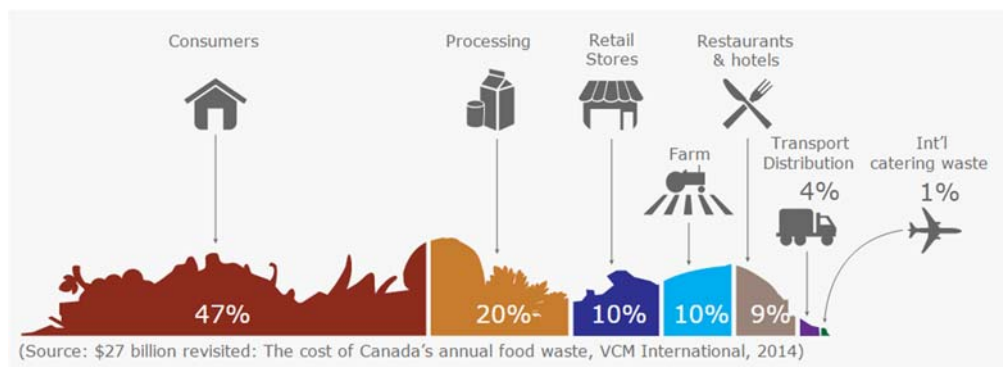 Consumers
Processing
Retail
Stores
Restaurants
& hotels
Farm
Transport
Distribution
4%
Int'l
catering waste
1%
47%
20%
10%
10%
9%
(Source: $27 billion revisited: The cost of Canada's annual food waste, VCM International, 2014)